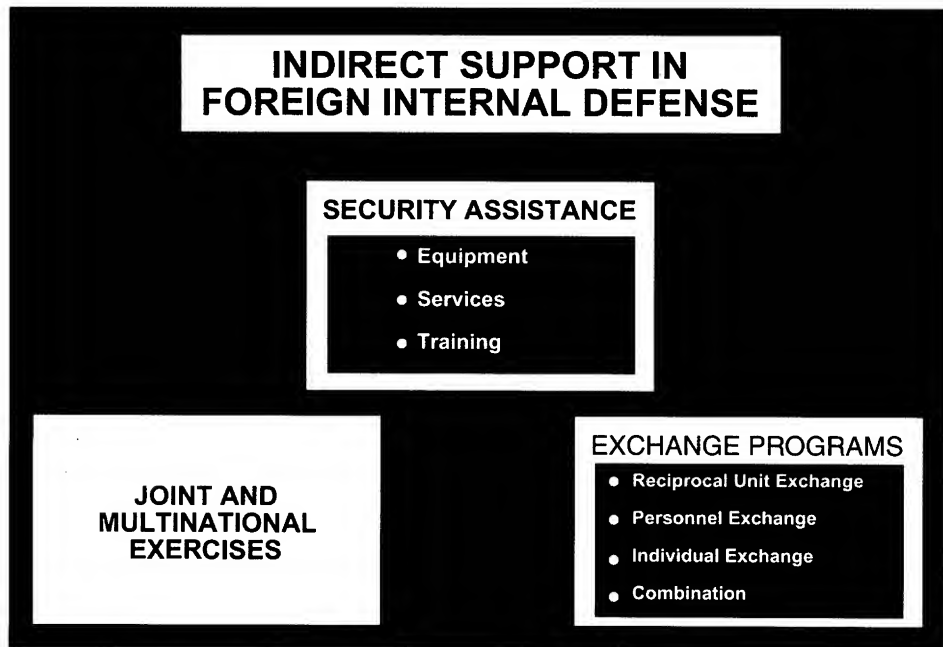 INDIRECT SUPPORT IN
FOREIGN INTERNAL DEFENSE
SECURITY ASSISTANCE
● Equipment
● Services
● Training
JOINT AND
MULTINATIONAL
EXERCISES
EXCHANGE PROGRAMS
● Reciprocal Unit Exchange
● Personnel Exchange
● Individual Exchange
● Combination